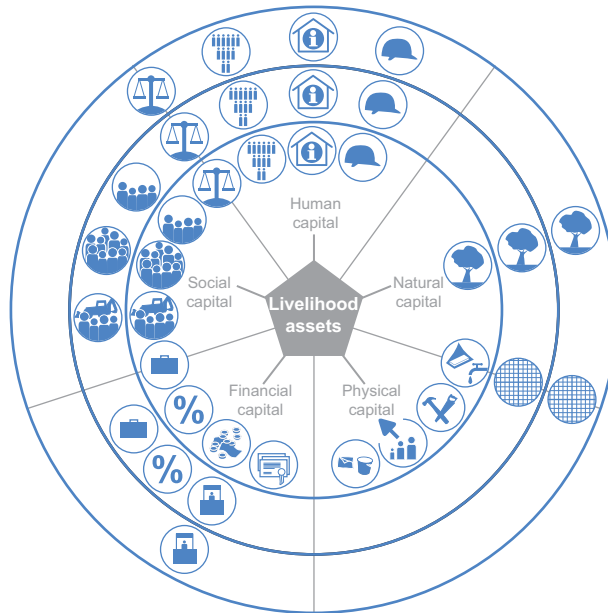 Human
capital
Social
capital
Natural
capital
Livelihood
assets
Financial
capital
Physical
capital
%
%